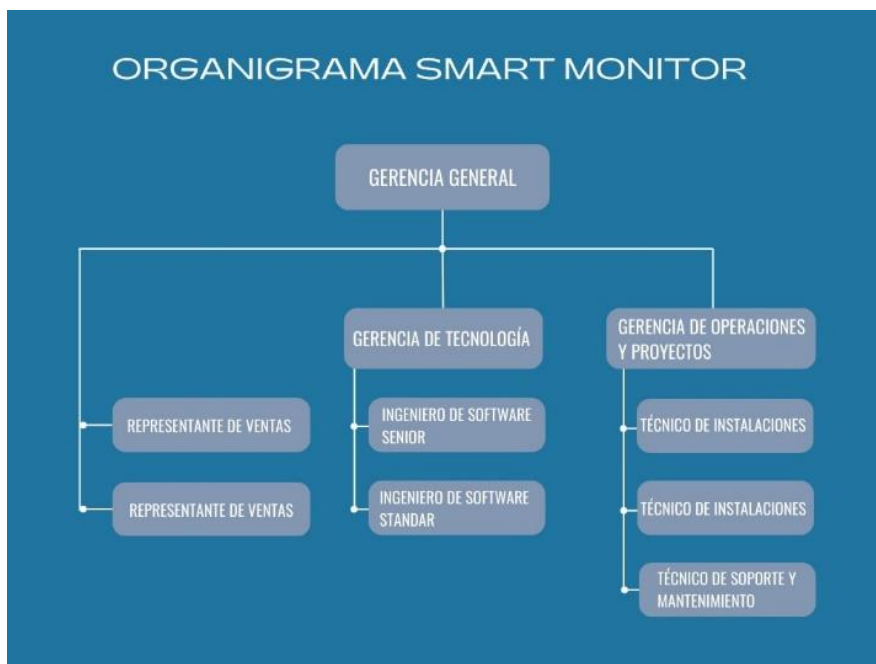 ORGANIGRAMA SMART MONITOR
GERENCIA GENERAL
GERENCIA DE TECNOLOGÍA
GERENCIA DE OPERACIONES
Y PROYECTOS
REPRESENTANTE DE VENTAS
REPRESENTANTE DE VENTAS
INGENIERO DE SOFTWARE
SENIOR
INGENIERO DE SOFTWARE
STANDAR
TÉCNICO DE INSTALACIONES
TÉCNICO DE INSTALACIONES
TÉCNICO DE SOPORTE Y
MANTENIMIENTO